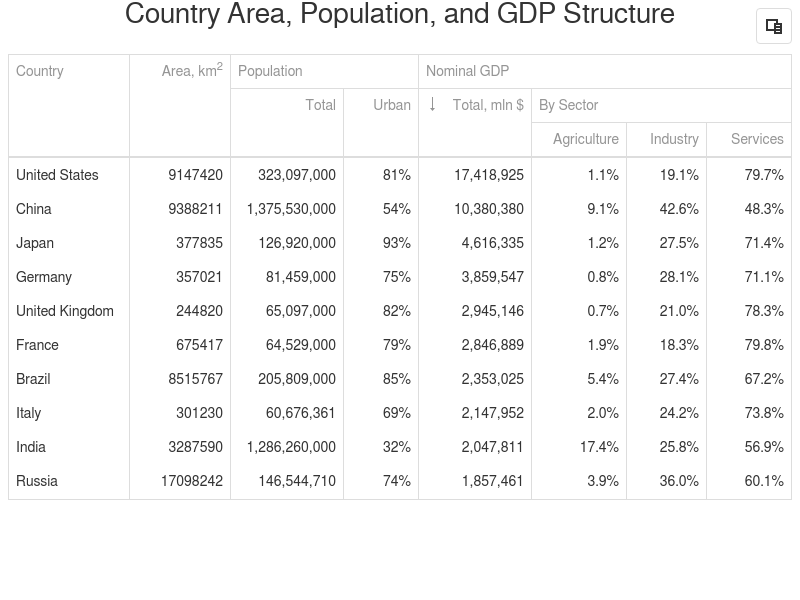 Country Area, Population, and GDP Structure
Country Area, km² Population Nominal GDP
Total Urban ↓ Total, mln $ By Sector
Agriculture Industry Services
United States 9147420 323,097,000 81% 17,418,925 1.1% 19.1% 79.7%
China 9388211 1,375,530,000 54% 10,380,380 9.1% 42.6% 48.3%
Japan 377835 126,920,000 93% 4,616,335 1.2% 27.5% 71.4%
Germany 357021 81,459,000 75% 3,859,547 0.8% 28.1% 71.1%
United Kingdom 244820 65,097,000 82% 2,945,146 0.7% 21.0% 78.3%
France 675417 64,529,000 79% 2,846,889 1.9% 18.3% 79.8%
Brazil 8515767 205,809,000 85% 2,353,025 5.4% 27.4% 67.2%
Italy 301230 60,676,361 69% 2,147,952 2.0% 24.2% 73.8%
India 3287590 1,286,260,000 32% 2,047,811 17.4% 25.8% 56.9%
Russia 17098242 146,544,710 74% 1,857,461 3.9% 36.0% 60.1%